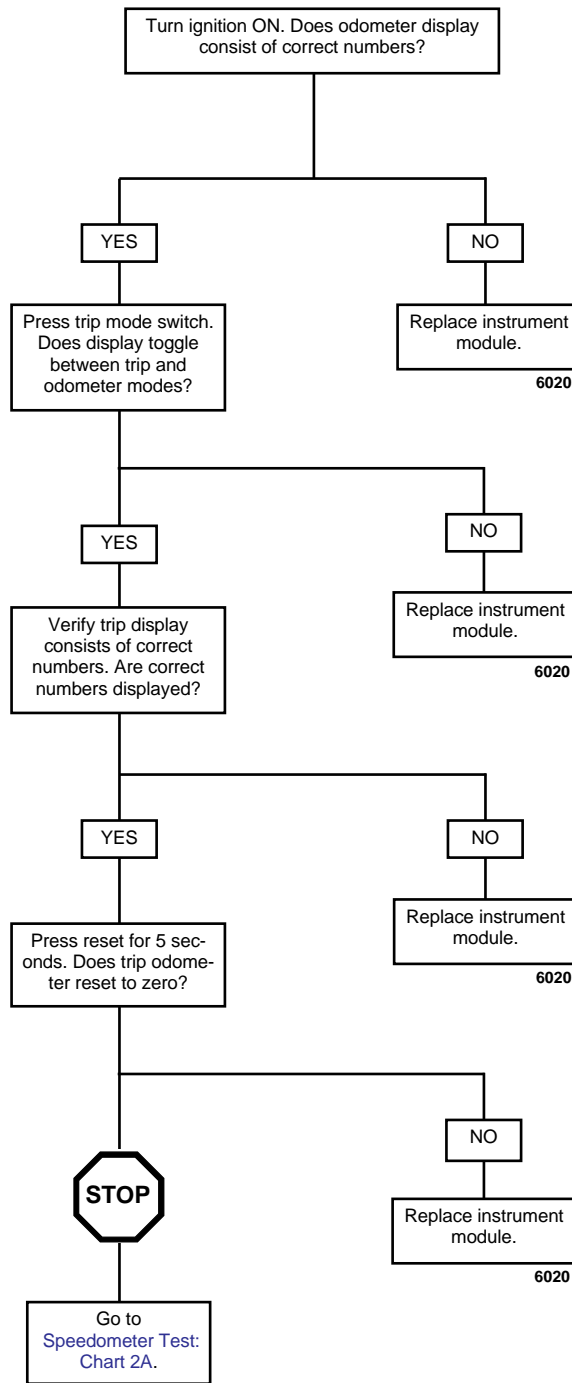 Turn ignition ON. Does odometer display
consist of correct numbers?
YES
NO
Press trip mode switch.
Does display toggle
between trip and
odometer modes?
Replace instrument
module.
6020
YES
NO
Verify trip display
consists of correct
numbers. Are correct
numbers displayed?
Replace instrument
module.
6020
YES
NO
Press reset for 5 sec-
onds. Does trip odome-
ter reset to zero?
Replace instrument
module.
6020
NO
STOP
Replace instrument
module.
6020
Go to
Speedometer Test:
Chart 2A.